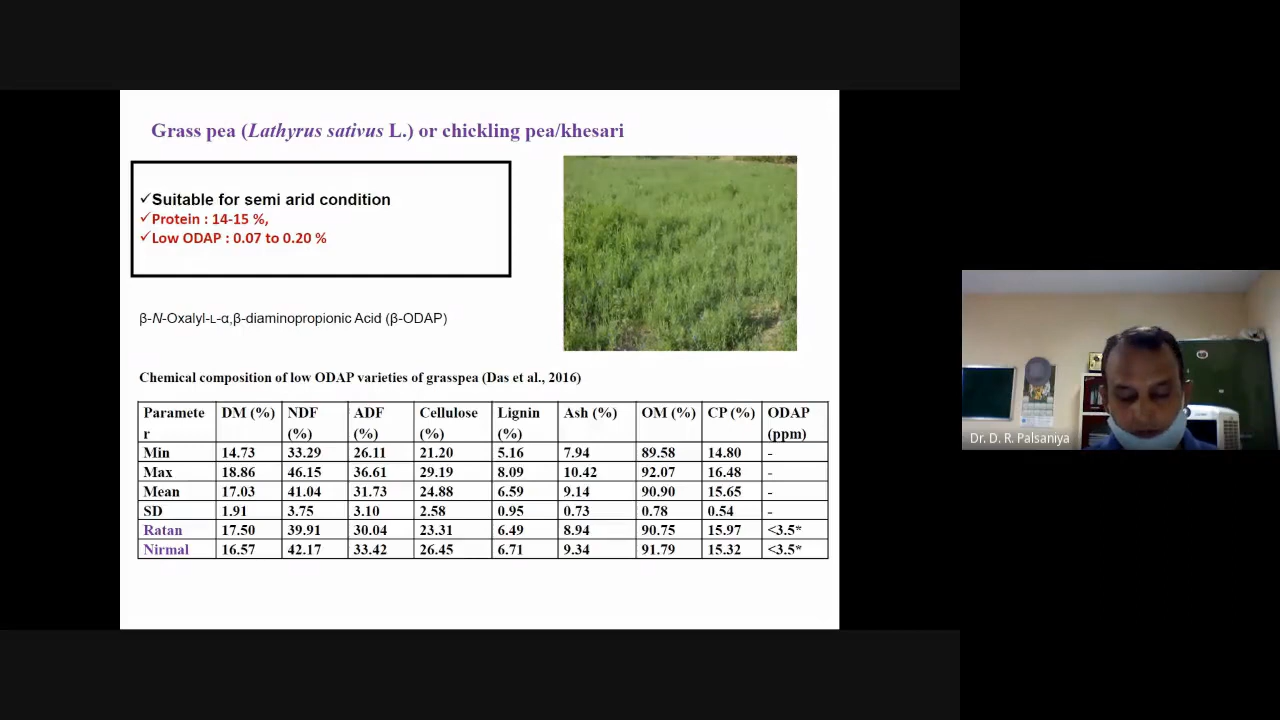 Grass pea (Lathyrus sativus L.) or chickling pea/khesari
✓Suitable for semi arid condition
✓Protein : 14-15 %,
✓Low ODAP : 0.07 to 0.20 %
β-N-Oxalyl-L-α,β-diaminopropionic Acid (β-ODAP)
Chemical composition of low ODAP varieties of grasspea (Das et al., 2016)
Paramete DM (%) NDF ADF Cellulose Lignin Ash (%) OM (%) CP (%) ODAP
r (%) (%) (%) (%) (ppm)
Min 14.73 33.29 26.11 21.20 5.16 7.94 89.58 14.80 -
Max 18.86 46.15 36.61 29.19 8.09 10.42 92.07 16.48 -
Mean 17.03 41.04 31.73 24.88 6.59 9.14 90.90 15.65 -
SD 1.91 3.75 3.10 2.58 0.95 0.73 0.78 0.54 -
Ratan 17.50 39.91 30.04 23.31 6.49 8.94 90.75 15.97 <3.5*
Nirmal 16.57 42.17 33.42 26.45 6.71 9.34 91.79 15.32 <3.5*
Dr. D. R. Palsaniya